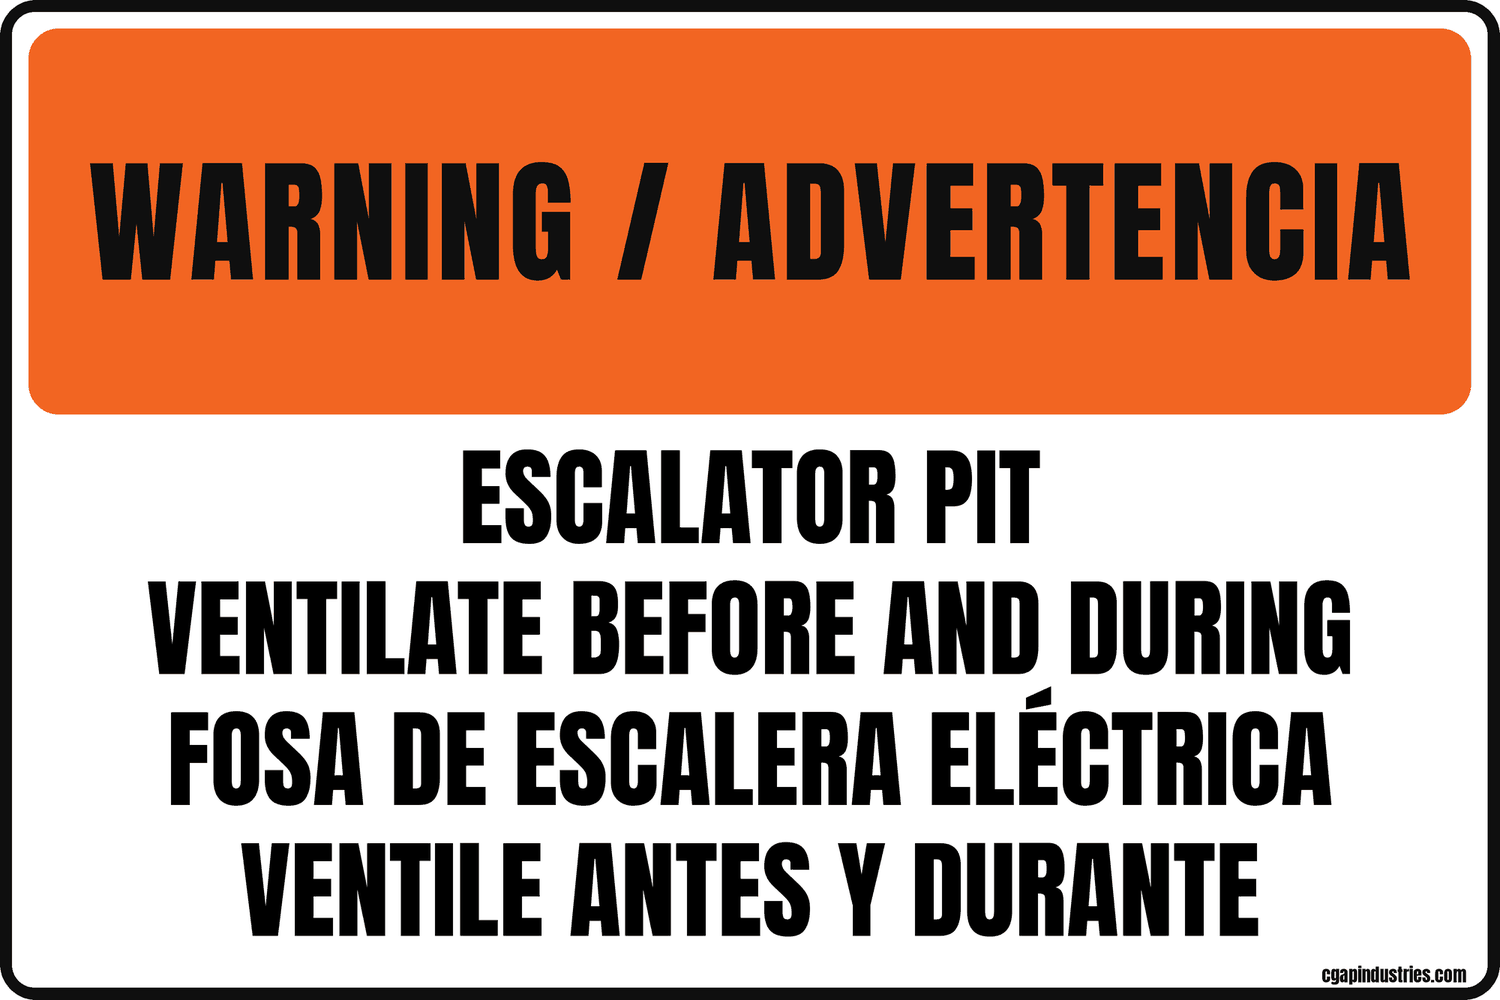 WARNING / ADVERTENCIA
ESCALATOR PIT
VENTILATE BEFORE AND DURING
FOSA DE ESCALERA ELÉCTRICA
VENTILE ANTES Y DURANTE
cgapindustries.com